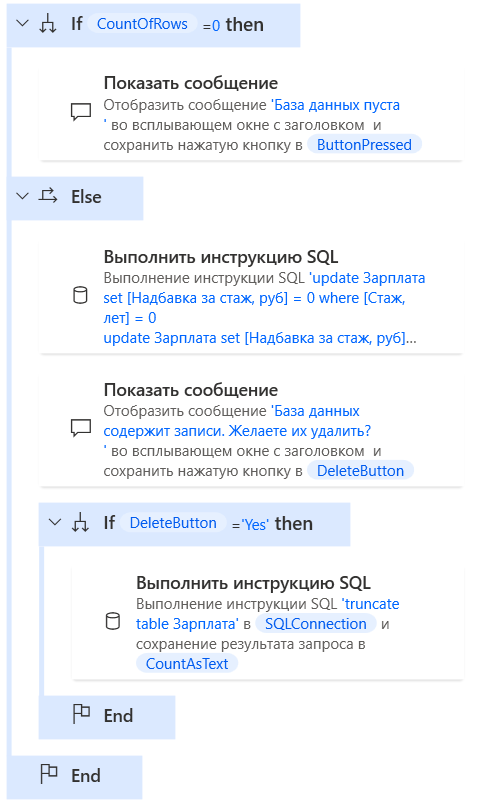 If CountOfRows =0 then
Показать сообщение
Отобразить сообщение 'База данных пуста
' во всплывающем окне с заголовком и
сохранить нажатую кнопку в ButtonPressed
Else
Выполнить инструкцию SQL
Выполнение инструкции SQL 'update Зарплата
set [Надбавка за стаж, руб] = 0 where [Стаж,
лет] = 0
update Зарплата set [Надбавка за стаж, руб]...
Показать сообщение
Отобразить сообщение 'База данных
содержит записи. Желаете их удалить?
' во всплывающем окне с заголовком и
сохранить нажатую кнопку в DeleteButton
If DeleteButton ='Yes' then
Выполнить инструкцию SQL
Выполнение инструкции SQL 'truncate
table Зарплата' в SQLConnection и
сохранение результата запроса в
CountAsText
End
End